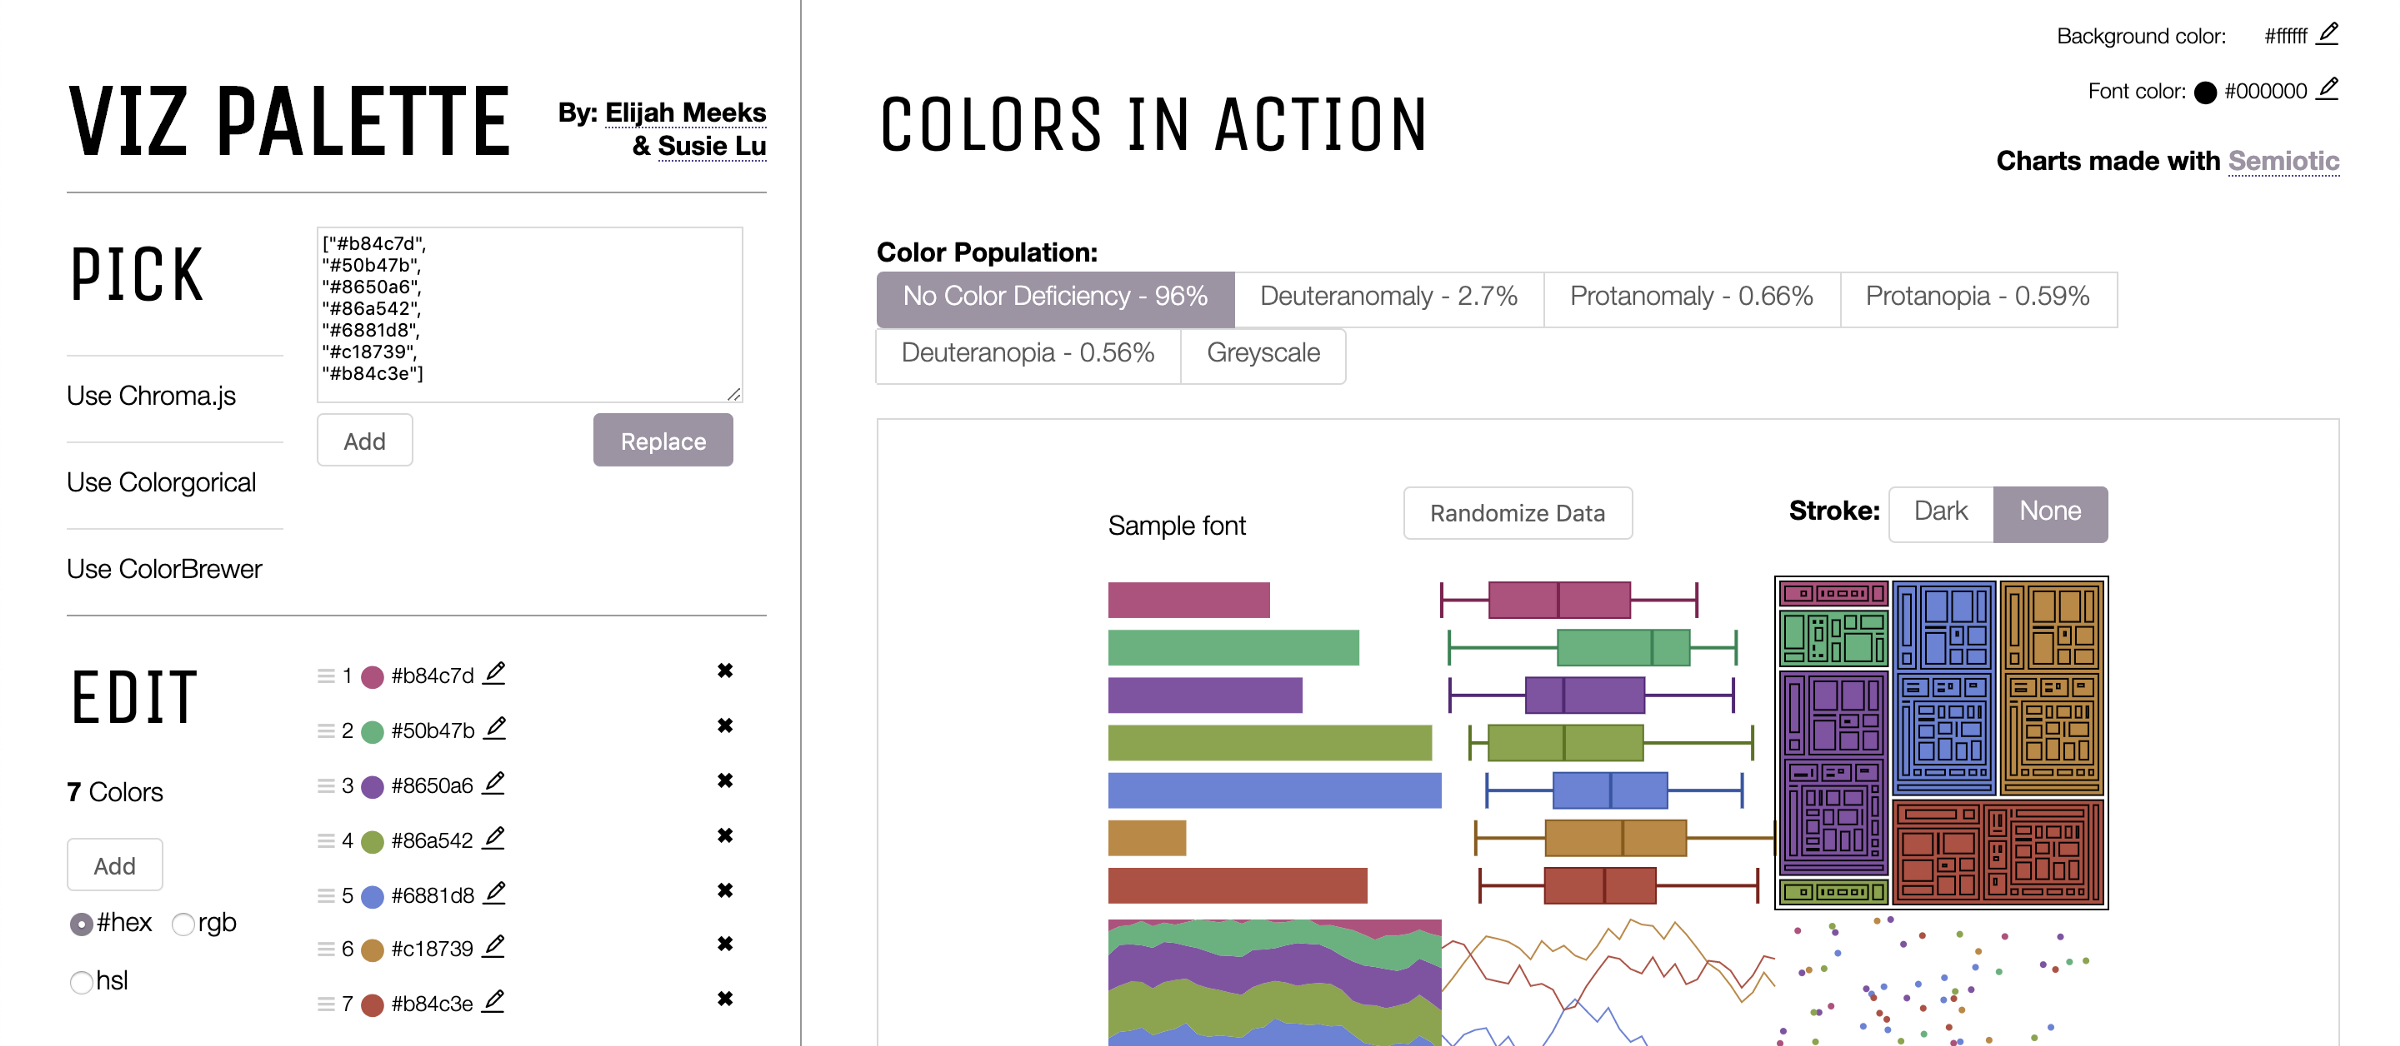 VIZ PALETTE
By: Elijah Meeks
& Susie Lu
PICK
["#b84c7d",
"#50b47b",
"#8650a6",
"#86a542",
"#6881d8",
"#c18739",
"#b84c3e"]
Add
Replace
Use Chroma.js
Use Colorgorical
Use ColorBrewer
EDIT
7 Colors
Add
#hex
rgb
hsl
1 #b84c7d
2 #50b47b
3 #8650a6
4 #86a542
5 #6881d8
6 #c18739
7 #b84c3e
COLORS IN ACTION
Background color: #ffffff
Font color: #000000
Charts made with Semiotic
Color Population:
No Color Deficiency - 96%
Deuteranomaly - 2.7%
Protanomaly - 0.66%
Protanopia - 0.59%
Deuteranopia - 0.56%
Greyscale
Sample font
Randomize Data
Stroke: Dark None